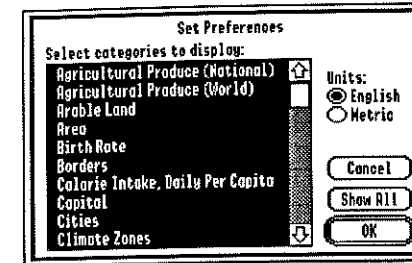 Set Preferences
Select categories to display:
Agricultural Produce (National)
Agricultural Produce (World)
Arable Land
Area
Birth Rate
Borders
Calorie Intake, Daily Per Capita
Capital
Cities
Climate Zones
Units:
English
Metric
Cancel
Show All
OK